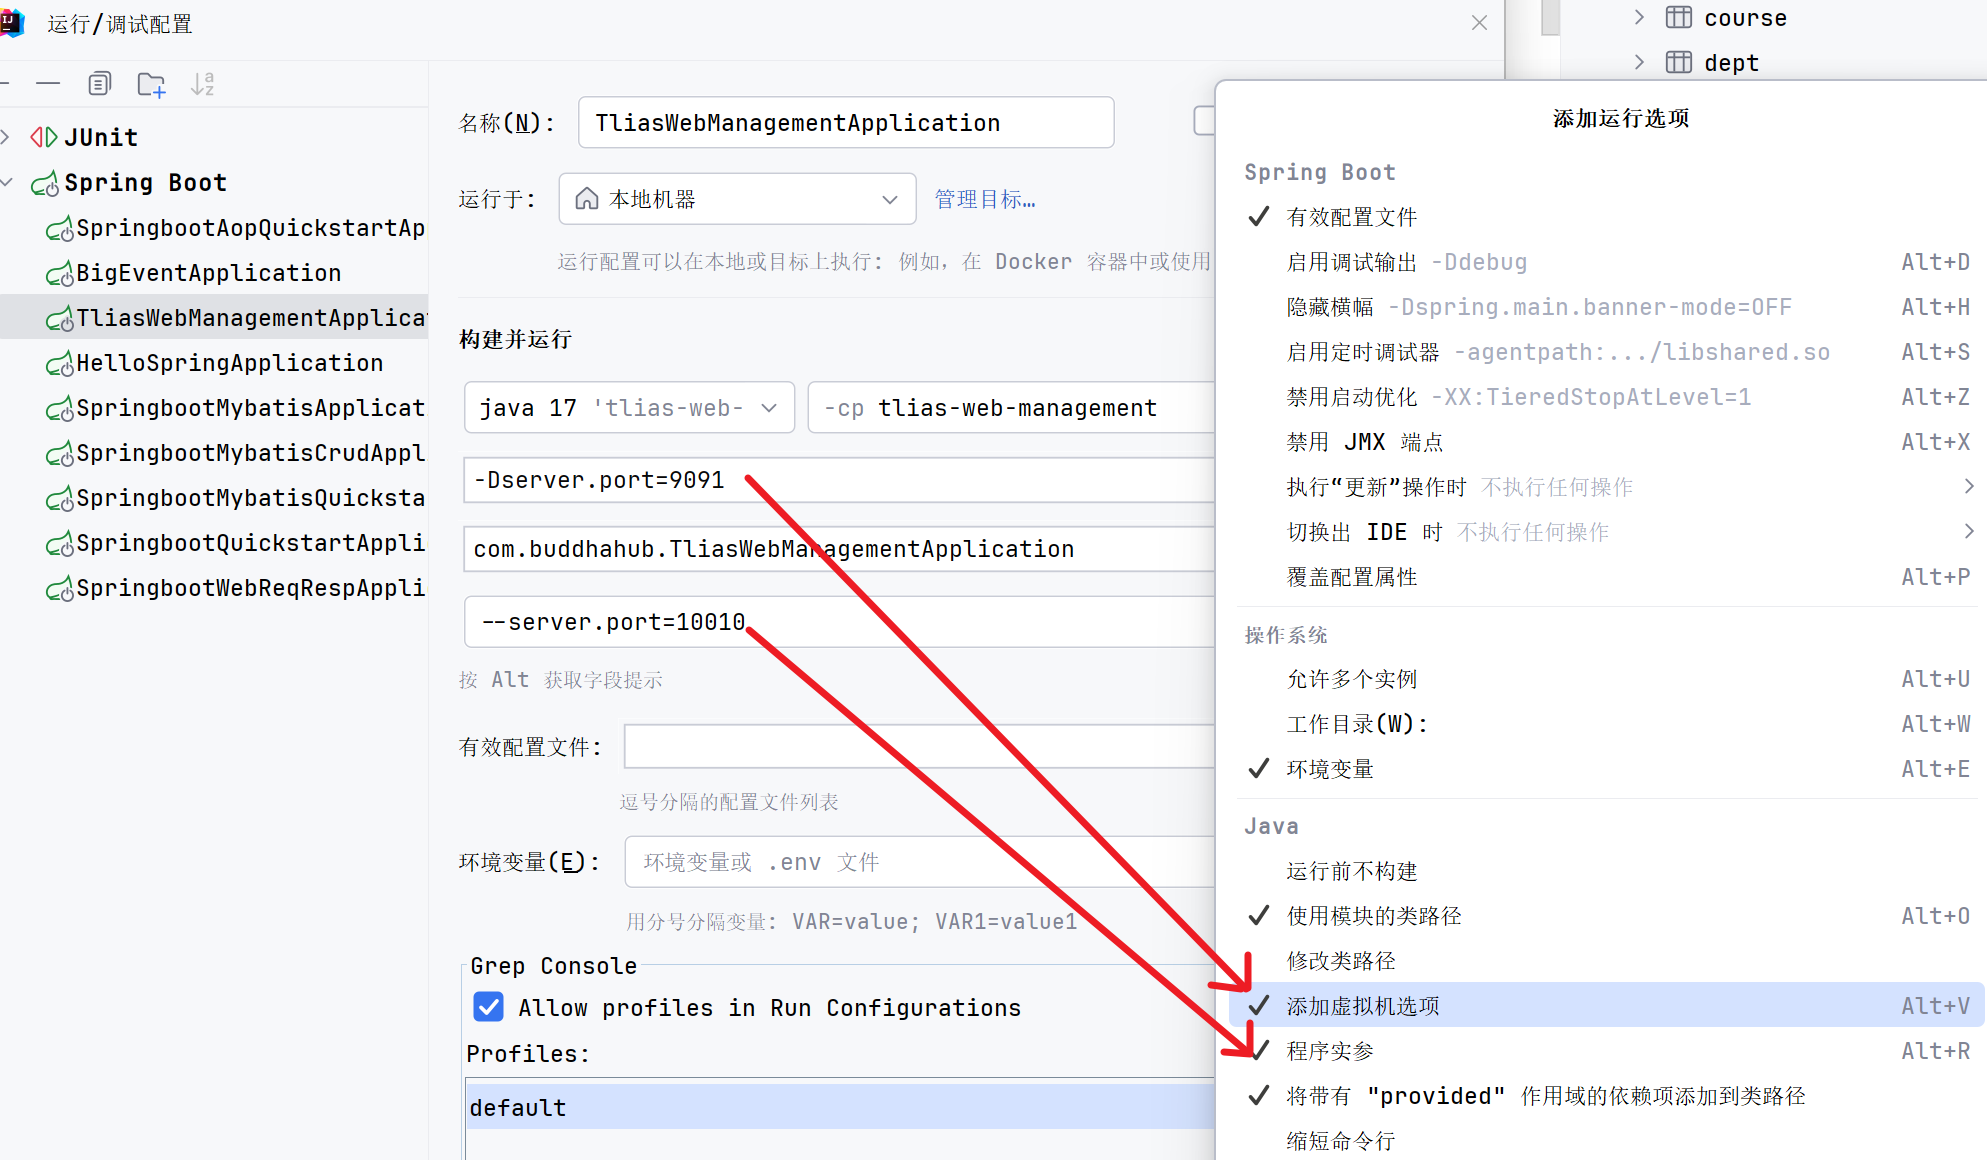 运行/调试配置
JUnit
Spring Boot
SpringbootAopQuickstartAp
BigEventApplication
TliasWebManagementApplica
HelloSpringApplication
SpringbootMybatisApplicat
SpringbootMybatisCrudAppl
SpringbootMybatisQuicksta
SpringbootQuickstartAppli
SpringbootWebReqRespAppli
名称(N): TliasWebManagementApplication
运行于: 本地机器 管理目标…
运行配置可以在本地或目标上执行: 例如，在 Docker 容器中或使用
构建并运行
java 17 'tlias-web- -cp tlias-web-management
-Dserver.port=9091
com.buddhahub.TliasWebManagementApplication
--server.port=10010
按 Alt 获取字段提示
有效配置文件:
逗号分隔的配置文件列表
环境变量(E): 环境变量或 .env 文件
用分号分隔变量: VAR=value; VAR1=value1
Grep Console
Allow profiles in Run Configurations
Profiles:
default
course
dept
添加运行选项
Spring Boot
有效配置文件
启用调试输出 -Ddebug Alt+D
隐藏横幅 -Dspring.main.banner-mode=OFF Alt+H
启用定时调试器 -agentpath:.../libshared.so Alt+S
禁用启动优化 -XX:TieredStopAtLevel=1 Alt+Z
禁用 JMX 端点 Alt+X
执行“更新”操作时 不执行任何操作
切换出 IDE 时 不执行任何操作
覆盖配置属性 Alt+P
操作系统
允许多个实例 Alt+U
工作目录(W): Alt+W
环境变量 Alt+E
Java
运行前不构建
使用模块的类路径 Alt+O
修改类路径
添加虚拟机选项 Alt+V
程序实参 Alt+R
将带有 "provided" 作用域的依赖项添加到类路径
缩短命令行